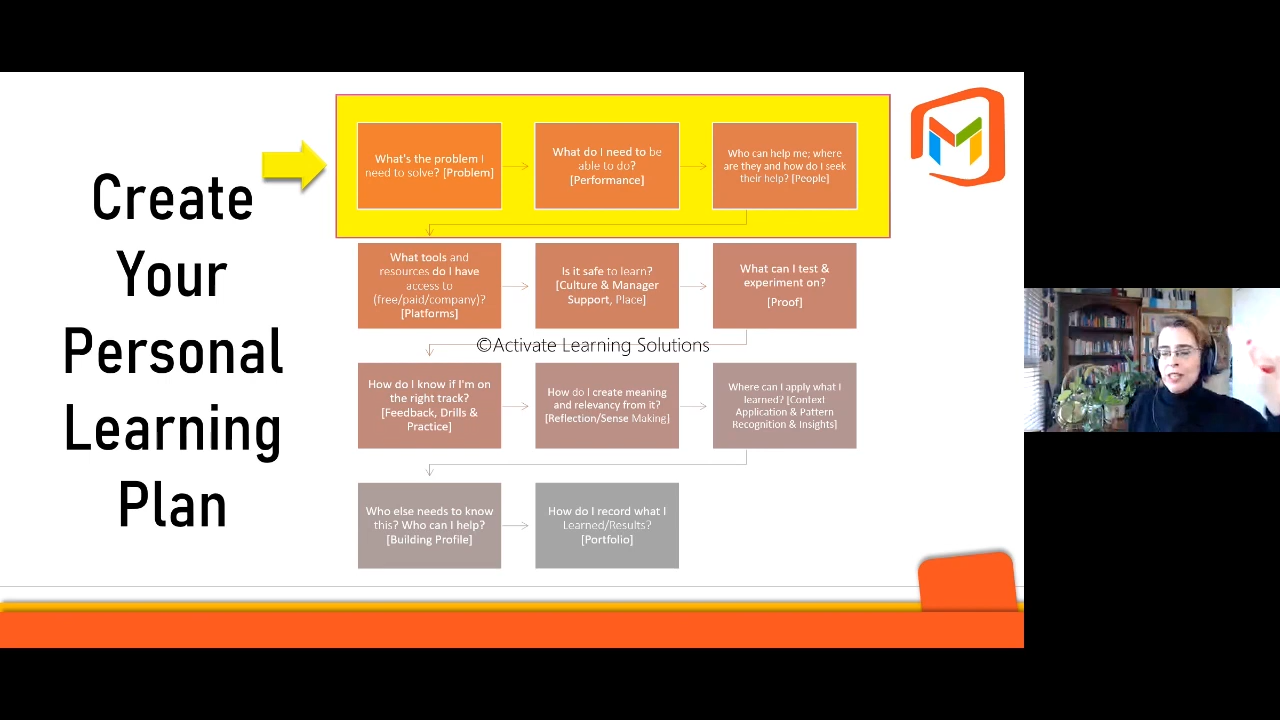 Create
Your
Personal
Learning
Plan
What's the problem I
need to solve? [Problem]
What do I need to be
able to do?
[Performance]
Who can help me; where
are they and how do I seek
their help? [People]
What tools and
resources do I have
access to
(free/paid/company)?
[Platforms]
Is it safe to learn?
[Culture & Manager
Support, Place]
What can I test &
experiment on?
[Proof]
©Activate Learning Solutions
How do I know if I'm on
the right track?
[Feedback, Drills &
Practice]
How do I create meaning
and relevancy from it?
[Reflection/Sense Making]
Where can I apply what I
learned? [Context
Application & Pattern
Recognition & Insights]
Who else needs to know
this? Who can I help?
[Building Profile]
How do I record what I
Learned/Results?
[Portfolio]